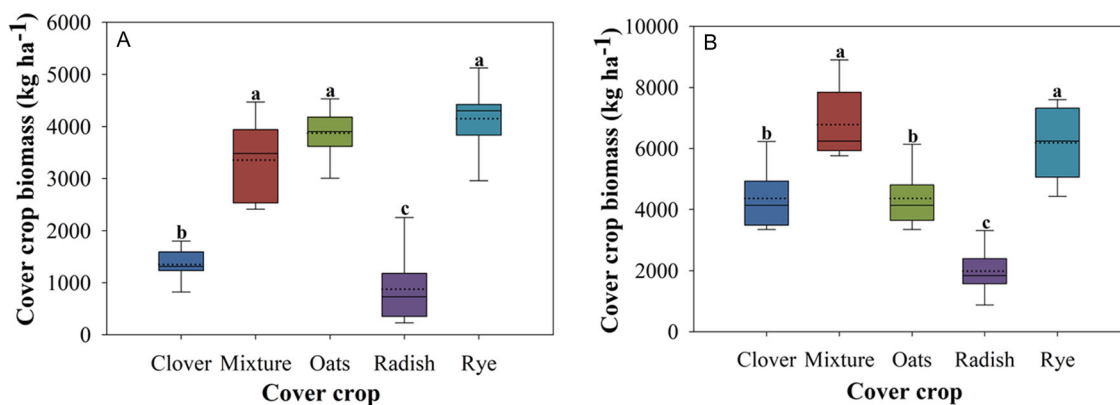 A
Cover crop biomass (kg ha-1)
6000
5000
4000
3000
2000
1000
0
b
a
a
c
a
Clover Mixture Oats Radish Rye
Cover crop
B
Cover crop biomass (kg ha-1)
10000
8000
6000
4000
2000
0
b
a
b
c
a
Clover Mixture Oats Radish Rye
Cover crop